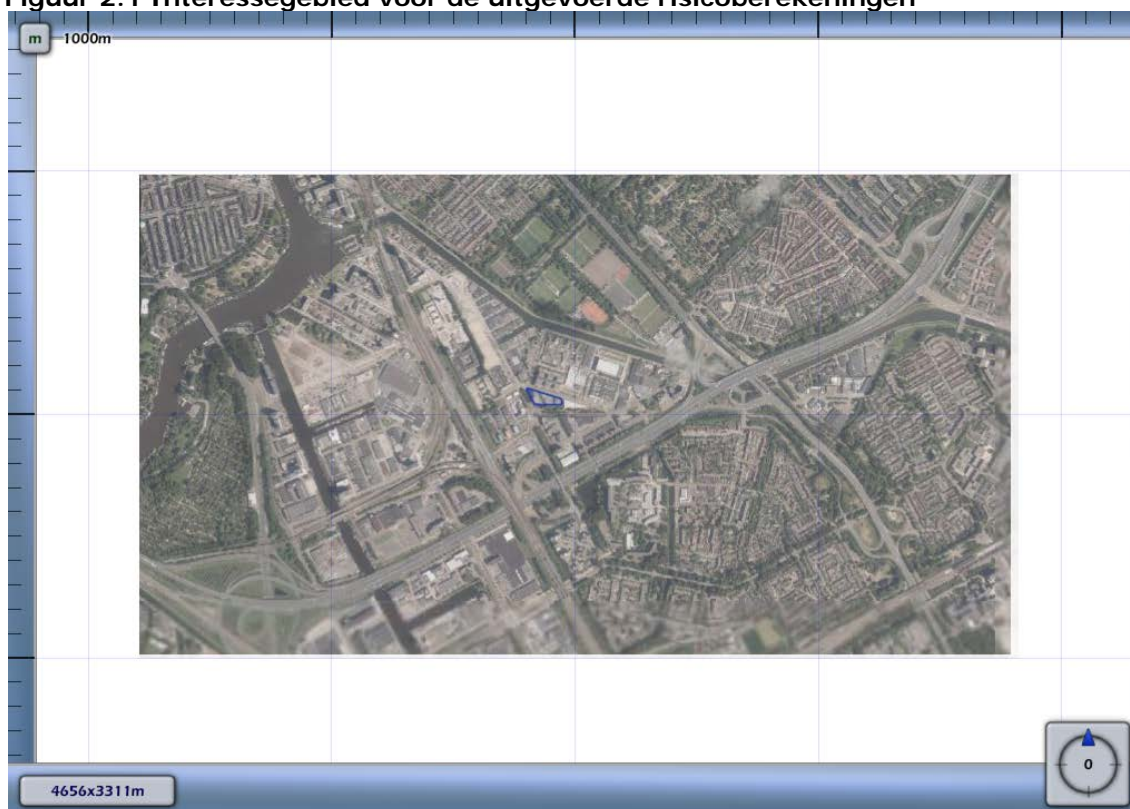 Figuur 2.1 Interessegebied voor de uitgevoerde risicoberekeningen
m 1000m
0
4656x3311m